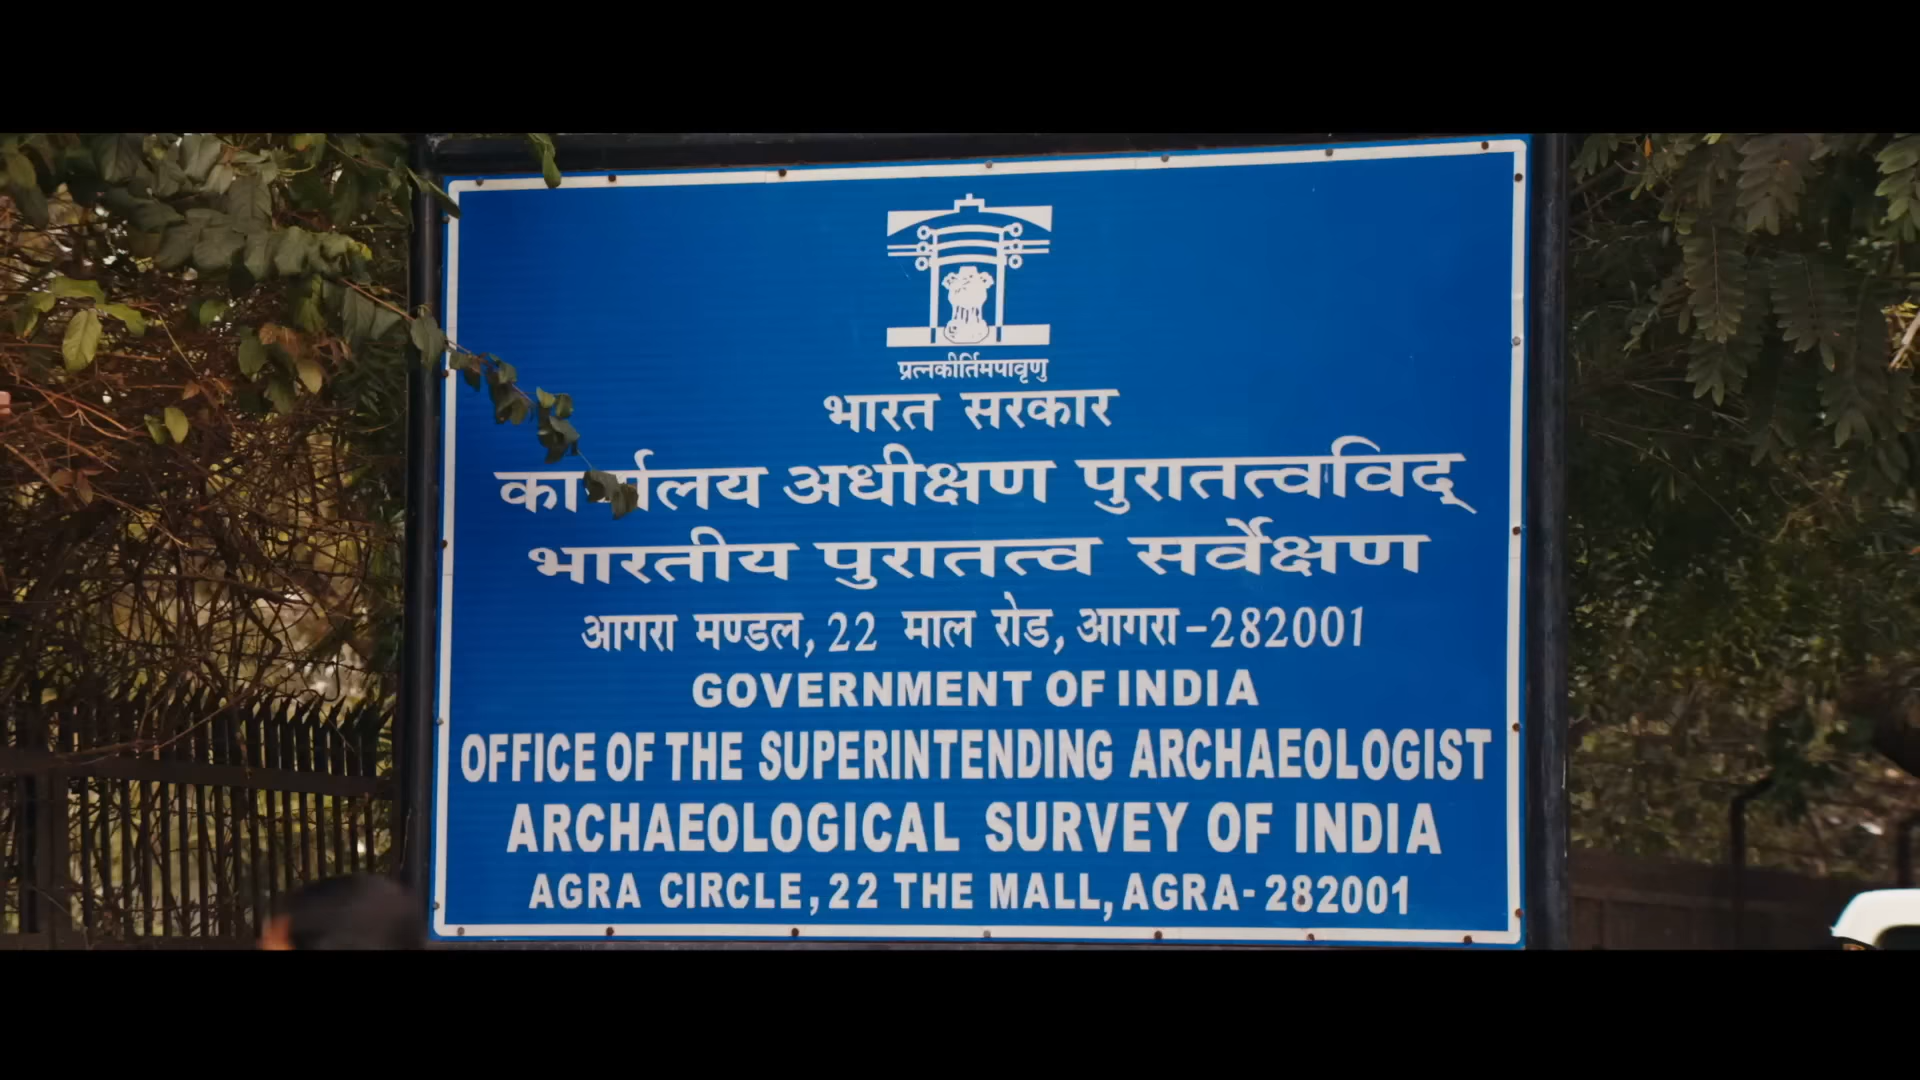 प्रत्नकीर्तिमपावृणु
भारत सरकार
कार्यालय अधीक्षण पुरातत्वविद्
भारतीय पुरातत्व सर्वेक्षण
आगरा मण्डल, 22 माल रोड, आगरा-282001
GOVERNMENT OF INDIA
OFFICE OF THE SUPERINTENDING ARCHAEOLOGIST
ARCHAEOLOGICAL SURVEY OF INDIA
AGRA CIRCLE, 22 THE MALL, AGRA-282001